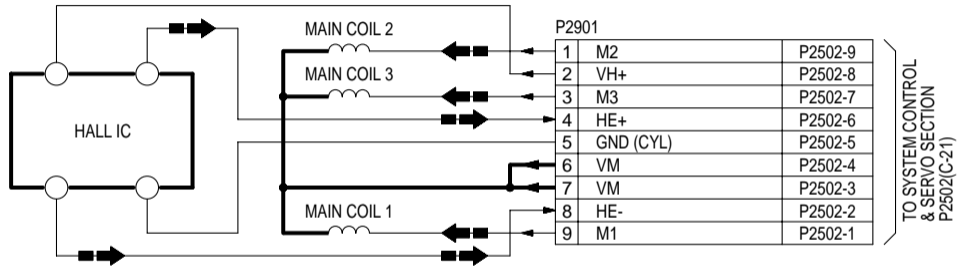 P2901
MAIN COIL 2
1 M2 P2502-9
2 VH+ P2502-8
MAIN COIL 3
3 M3 P2502-7
4 HE+ P2502-6
HALL IC
5 GND (CYL) P2502-5
6 VM P2502-4
7 VM P2502-3
MAIN COIL 1
8 HE- P2502-2
9 M1 P2502-1
TO SYSTEM CONTROL
& SERVO SECTION
P2502(C-21)